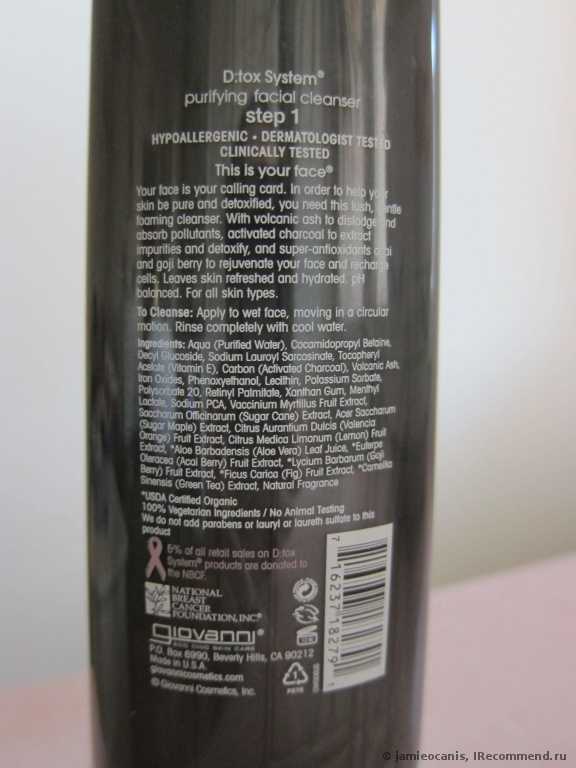 D:tox System®
purifying facial cleanser
step 1
HYPOALLERGENIC • DERMATOLOGIST TESTED
CLINICALLY TESTED
This is your face®
Your face is your calling card. In order to help your
skin be pure and detoxified, you need this lush, gentle
foaming cleanser. With volcanic ash to dislodge and
absorb pollutants, activated charcoal to extract
impurities and detoxify, and super-antioxidants acai
and goji berry to rejuvenate your face and recharge
cells. Leaves skin refreshed and hydrated. pH
balanced. For all skin types.
To Cleanse: Apply to wet face, moving in a circular
motion. Rinse completely with cool water.
Ingredients: Aqua (Purified Water), Cocamidopropyl Betaine,
Decyl Glucoside, Sodium Lauroyl Sarcosinate, Tocopheryl
Acetate (Vitamin E), Carbon (Activated Charcoal), Volcanic Ash,
Iron Oxides, Phenoxyethanol, Lecithin, Potassium Sorbate,
Polysorbate 20, Retinyl Palmitate, Xanthan Gum, Menthyl
Lactate, Sodium PCA, Vaccinium Myrtillus Fruit Extract,
Saccharum Officinarum (Sugar Cane) Extract, Acer Saccharum
(Sugar Maple) Extract, Citrus Aurantium Dulcis (Valencia
Orange) Fruit Extract, Citrus Medica Limonum (Lemon) Fruit
Extract, *Aloe Barbadensis (Aloe Vera) Leaf Juice, *Euterpe
Oleracea (Acai Berry) Fruit Extract, *Lycium Barbarum (Goji
Berry) Fruit Extract, *Ficus Carica (Fig) Fruit Extract, *Camellia
Sinensis (Green Tea) Extract, Natural Fragrance
*USDA Certified Organic
100% Vegetarian Ingredients / No Animal Testing
We do not add parabens or lauryl or laureth sulfate to this
product
5% of all retail sales on D:tox
System® products are donated to
the NBCF.
NATIONAL
BREAST
CANCER
FOUNDATION, INC.®
giovanni®
ECO CHIC SKIN CARE
P.O. Box 6990, Beverly Hills, CA 90212
Made in U.S.A.
giovannicosmetics.com
© Giovanni Cosmetics, Inc.
1
PETE
7 16237 18279 1
© jamieocanis, IRecommend.ru